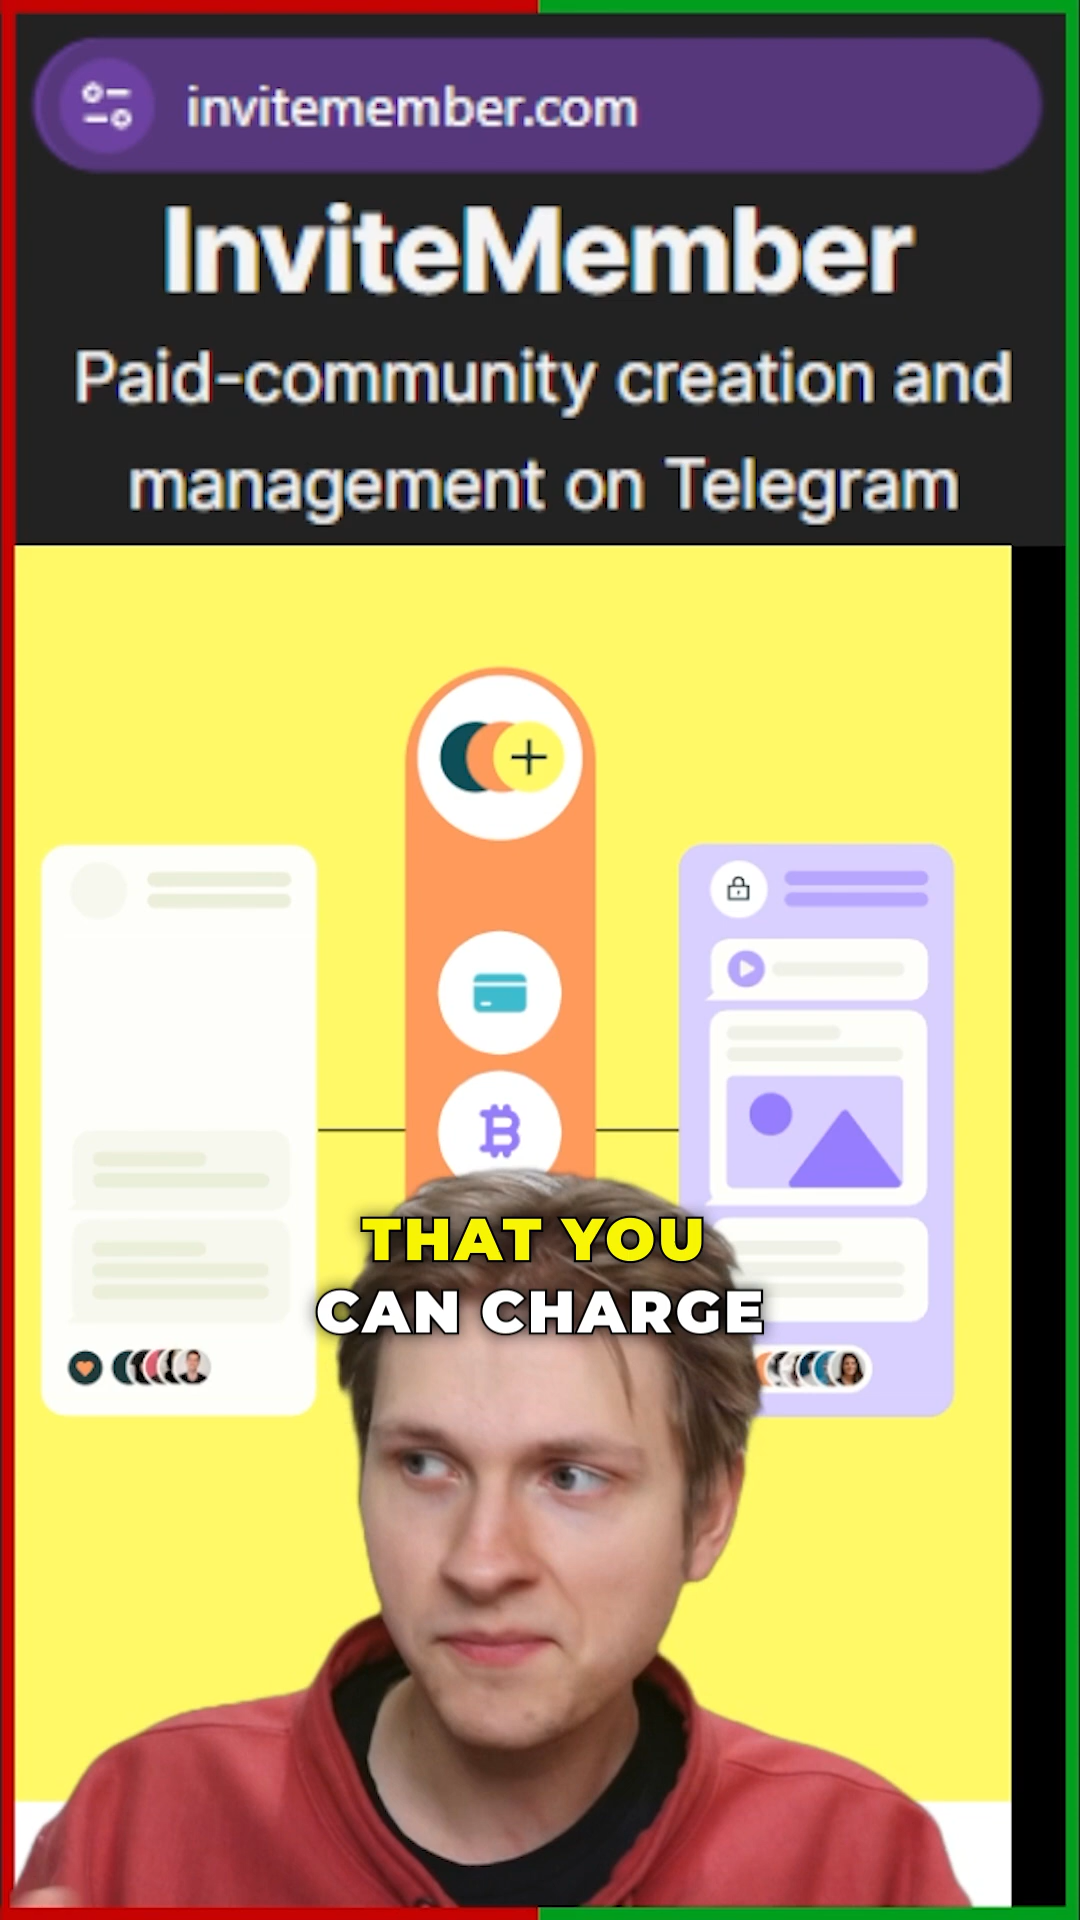 invitemember.com
InviteMember
Paid-community creation and
management on Telegram
THAT YOU
CAN CHARGE